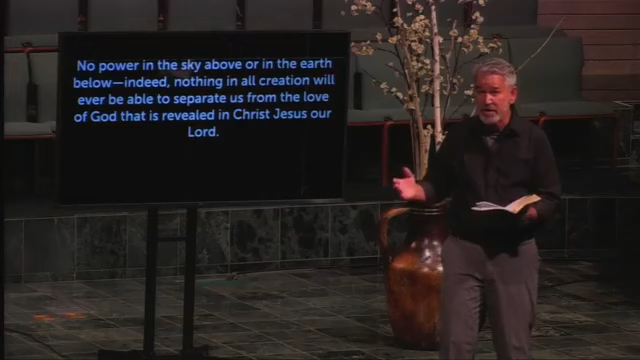 No power in the sky above or in the earth
below—indeed, nothing in all creation will
ever be able to separate us from the love
of God that is revealed in Christ Jesus our
Lord.